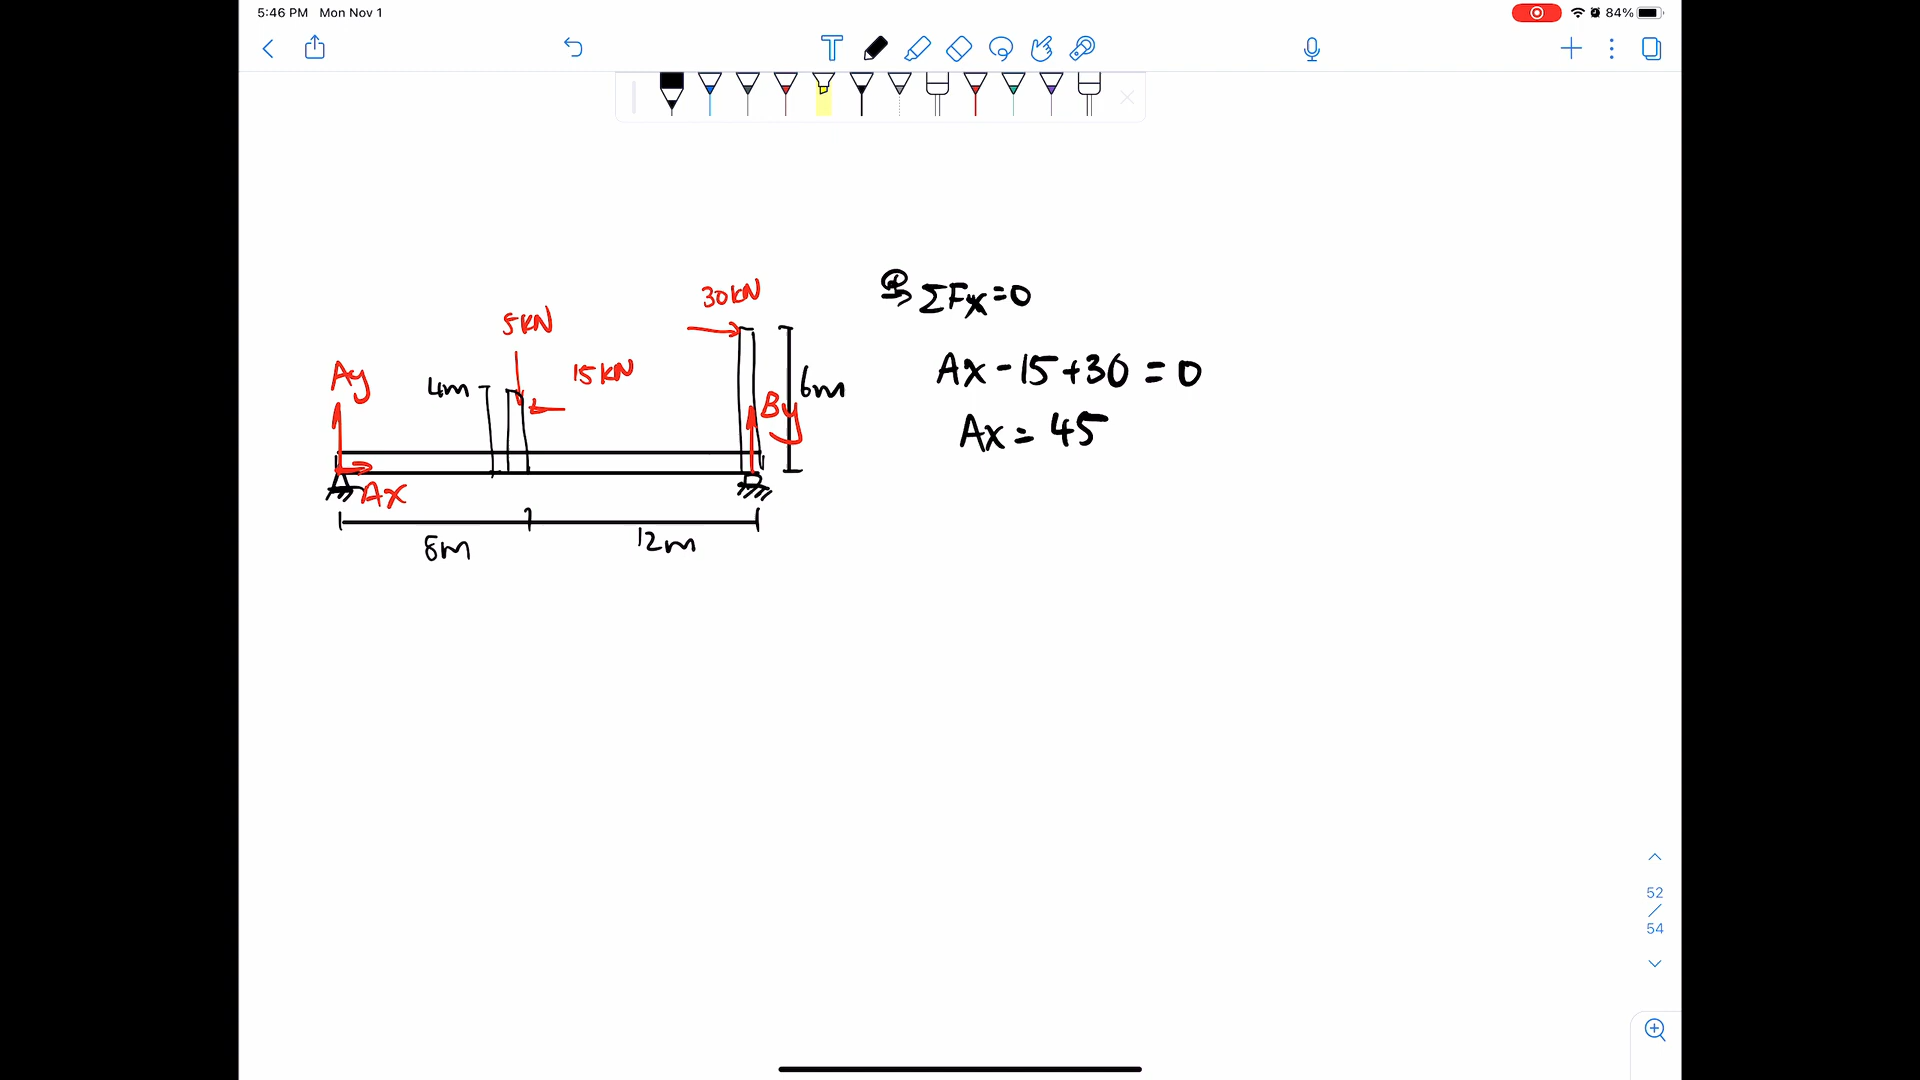 5:46 PM Mon Nov 1
84%
T
30kN
5kN
15kN
Ay
4m
6m
By
Ax
8m
12m
ΣFx=0
Ax-15+30=0
Ax=45
52
/
54